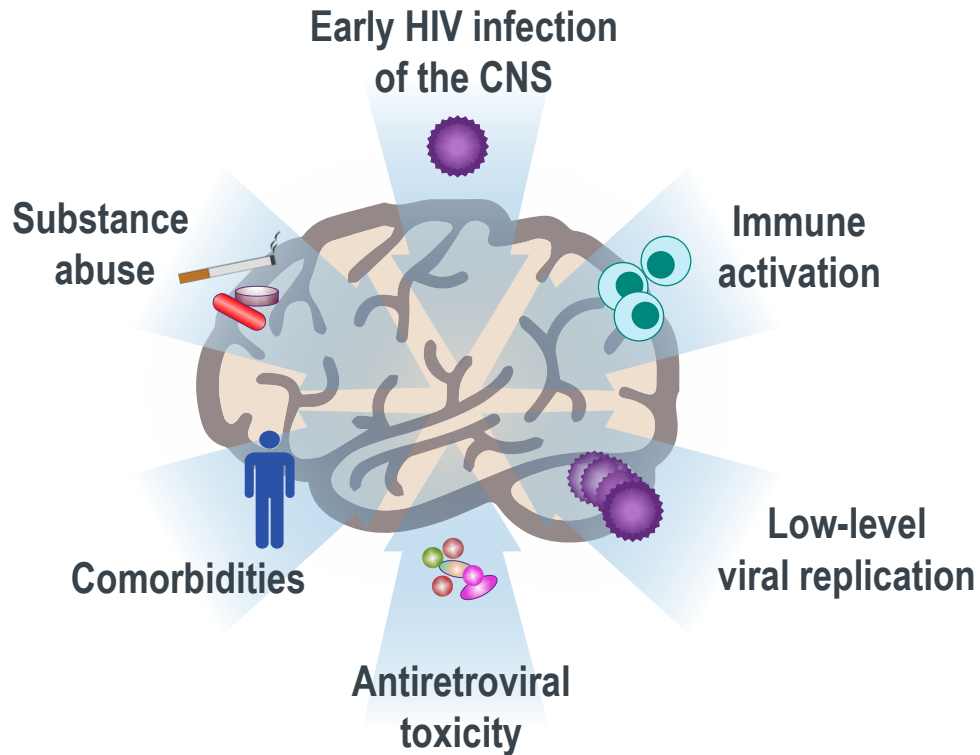 Early HIV infection
of the CNS
Substance
abuse
Immune
activation
Comorbidities
Low-level
viral replication
Antiretroviral
toxicity